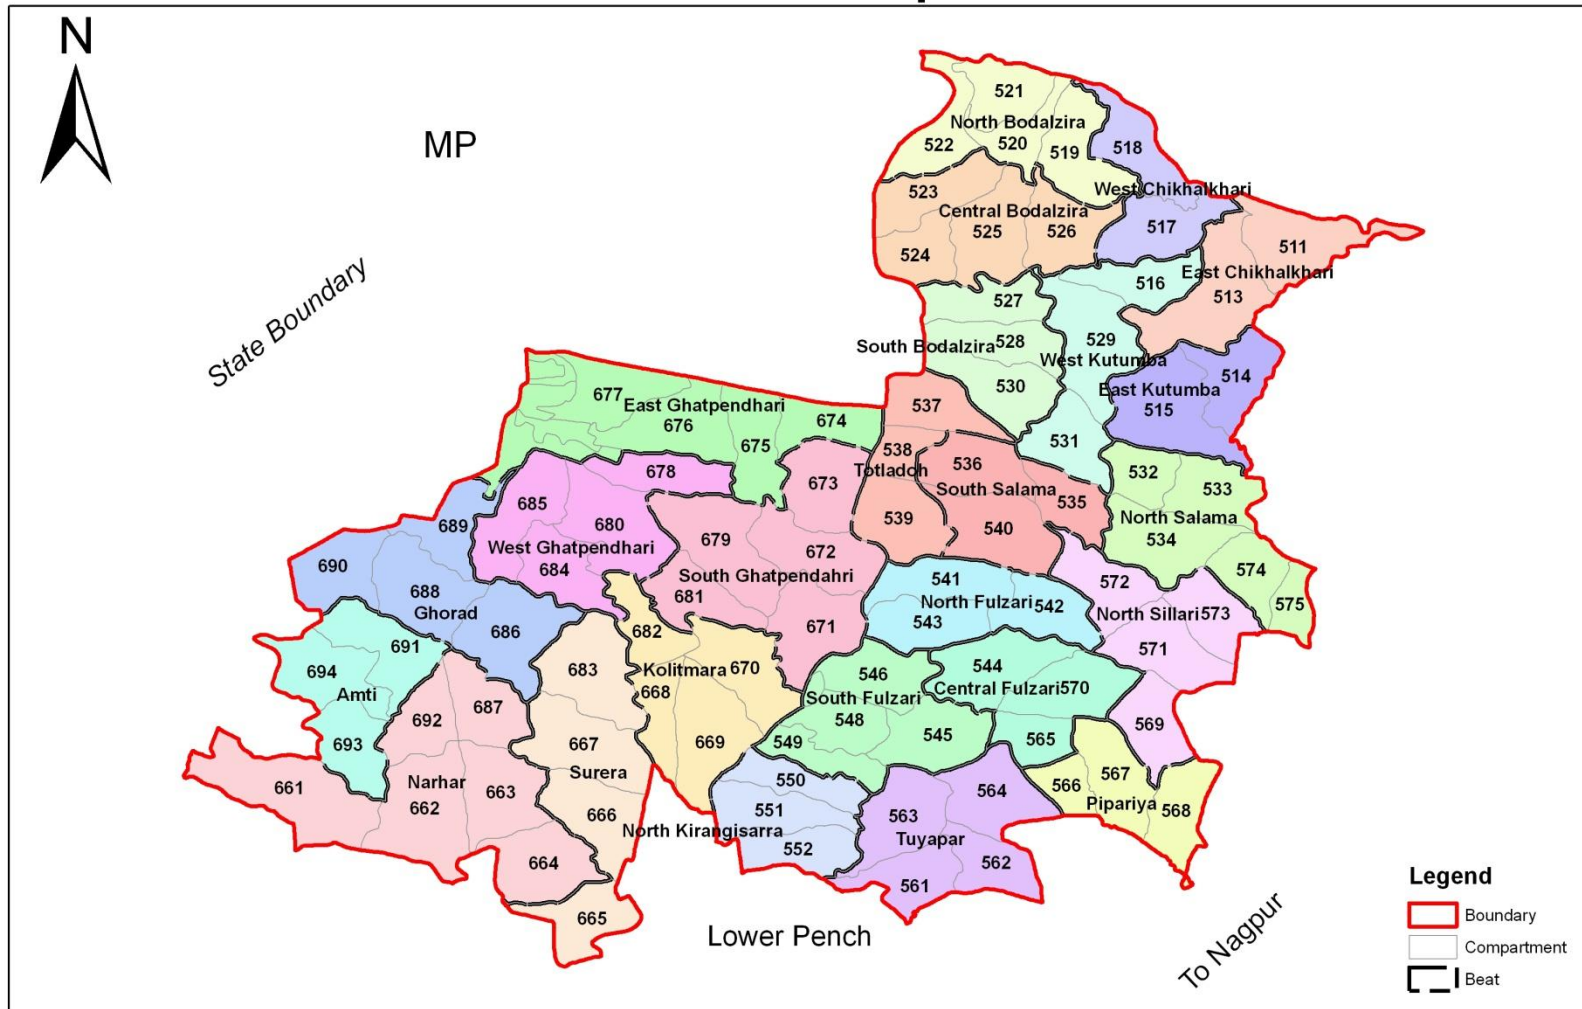 N
MP
State Boundary
521
North Bodalzira
522
520
519
518
523
West Chikhalkhari
Central Bodalzira
525
526
517
524
511
East Chikhalkhari
516
513
527
528
529
South Bodalzira
West Kutumba
514
530
East Kutumba
515
677
537
East Ghatpendhari
676
674
675
538
531
Totladoh
536
532
678
673
South Salama
535
533
685
689
680
539
540
North Salama
534
679
672
West Ghatpendhari
684
690
South Ghatpendahri
681
541
572
574
688
Ghorad
North Fulzari
542
575
686
682
671
543
North Sillari
573
691
571
694
683
Kolitmara
670
546
544
Amti
668
South Fulzari
Central Fulzari
570
692
687
548
569
693
667
669
549
545
565
Surera
550
567
661
Narhar
663
564
566
662
666
551
563
Pipariya
568
North Kirangisarra
Tuyapar
664
552
562
561
665
Lower Pench
To Nagpur
Legend
Boundary
Compartment
Beat